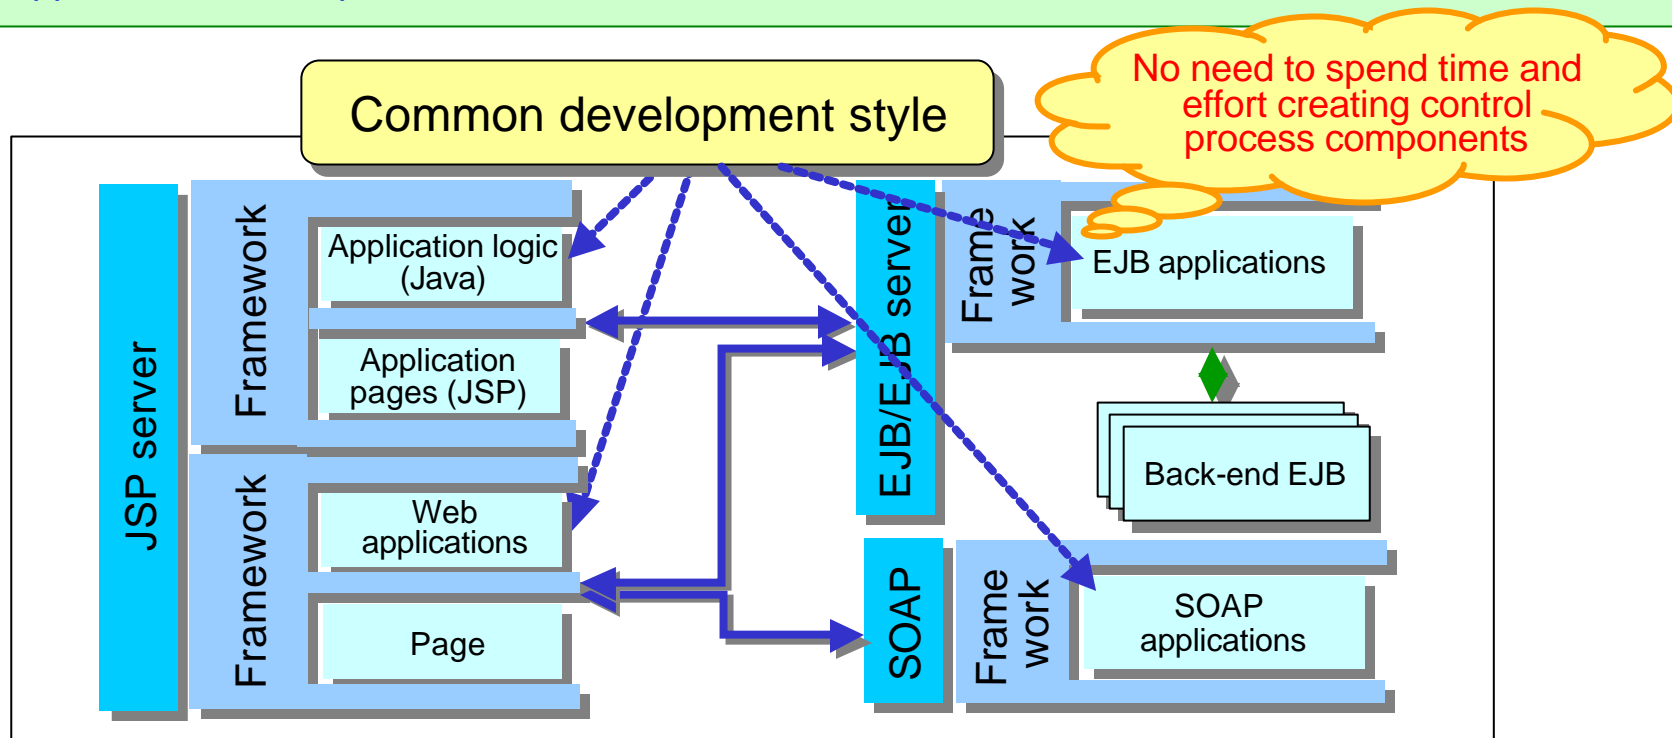 Common development style
No need to spend time and
effort creating control
process components
JSP server
Framework
Application logic
(Java)
Application
pages (JSP)
Framework
Web
applications
Page
EJB/EJB server
Frame
work
EJB applications
Back-end EJB
SOAP
Frame
work
SOAP
applications